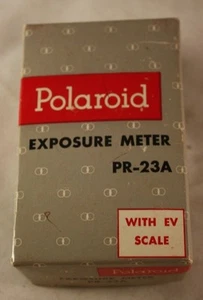 Polaroid
EXPOSURE METER
PR-23A
WITH EV
SCALE